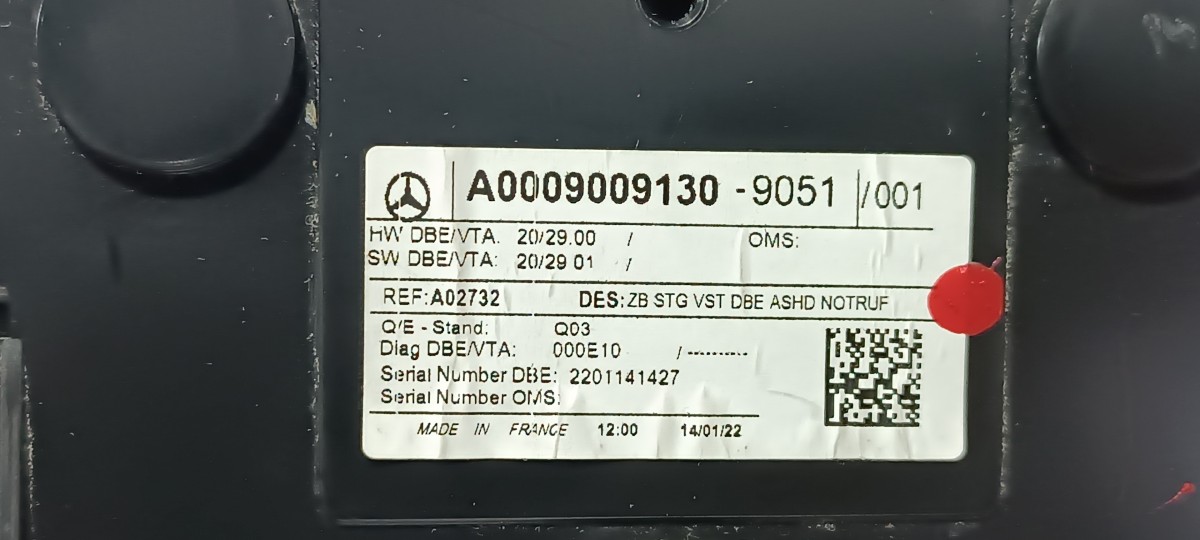 A0009009130 -9051 /001
HW DBE/VTA. 20/29.00 / OMS:
SW DBE/VTA: 20/29 01 /
REF:A02732 DES:ZB STG VST DBE ASHD NOTRUF
Q/E - Stand: Q03
Diag DBE/VTA: 000E10 /---------
Serial Number DBE: 2201141427
Serial Number OMS:
MADE IN FRANCE 12:00 14/01/22